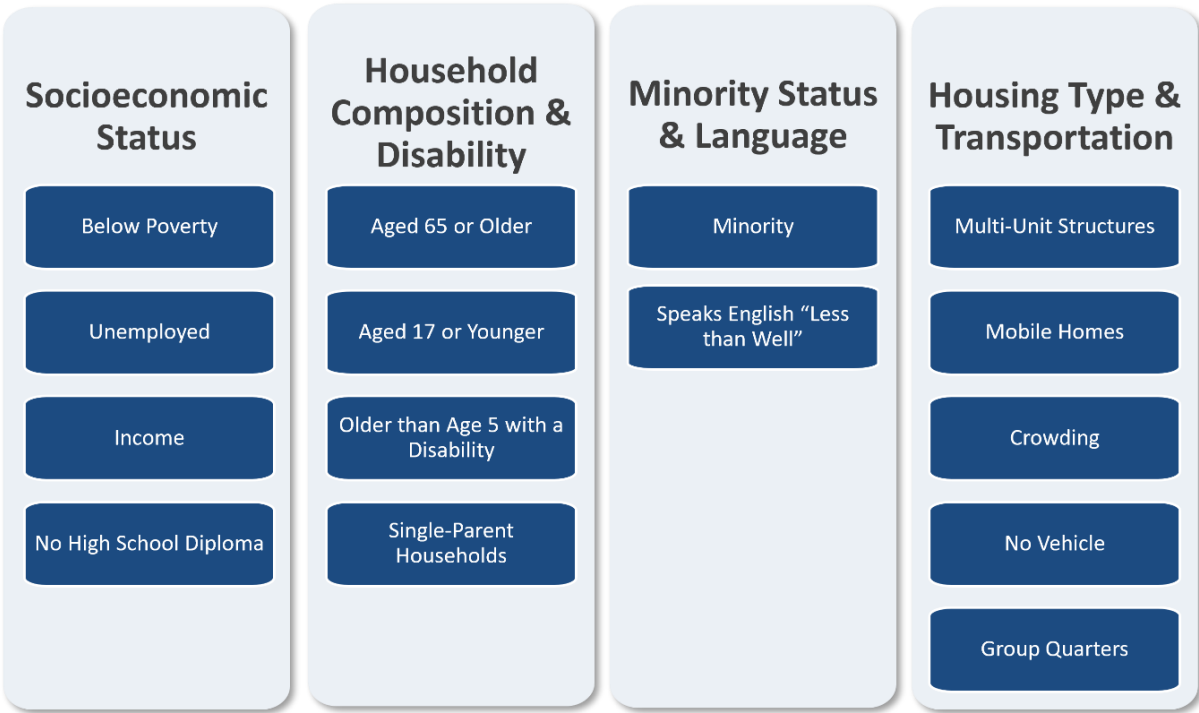 Socioeconomic
Status
Below Poverty
Unemployed
Income
No High School Diploma
Household
Composition &
Disability
Aged 65 or Older
Aged 17 or Younger
Older than Age 5 with a
Disability
Single-Parent
Households
Minority Status
& Language
Minority
Speaks English “Less
than Well”
Housing Type &
Transportation
Multi-Unit Structures
Mobile Homes
Crowding
No Vehicle
Group Quarters